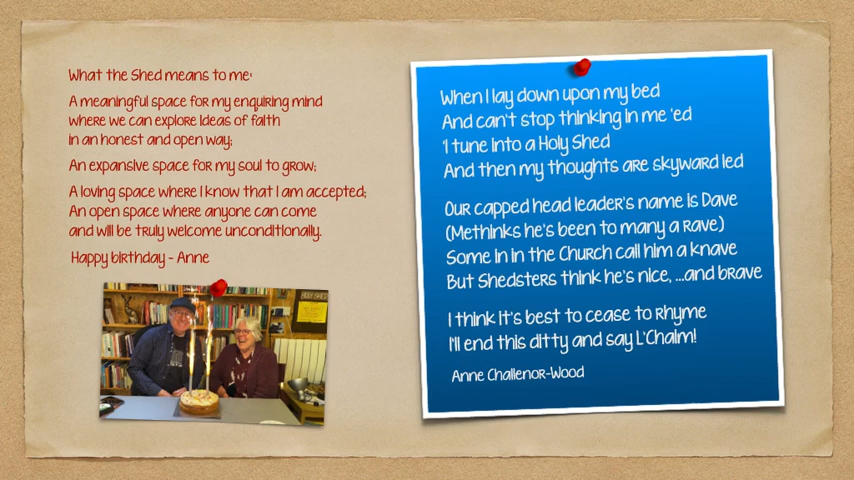 What the Shed means to me:
A meaningful space for my enquiring mind
where we can explore ideas of faith
in an honest and open way;
An expansive space for my soul to grow;
A loving space where I know that I am accepted;
An open space where anyone can come
and will be truly welcome unconditionally.
Happy birthday - Anne
When I lay down upon my bed
And can't stop thinking in me 'ed
'I tune into a Holy Shed
And then my thoughts are skyward led
Our capped head leader's name is Dave
(Methinks he's been to many a rave)
Some in in the Church call him a knave
But Shedsters think he's nice, ...and brave
I think it's best to cease to rhyme
I'll end this ditty and say L'Chaim!
Anne Challenor-Wood